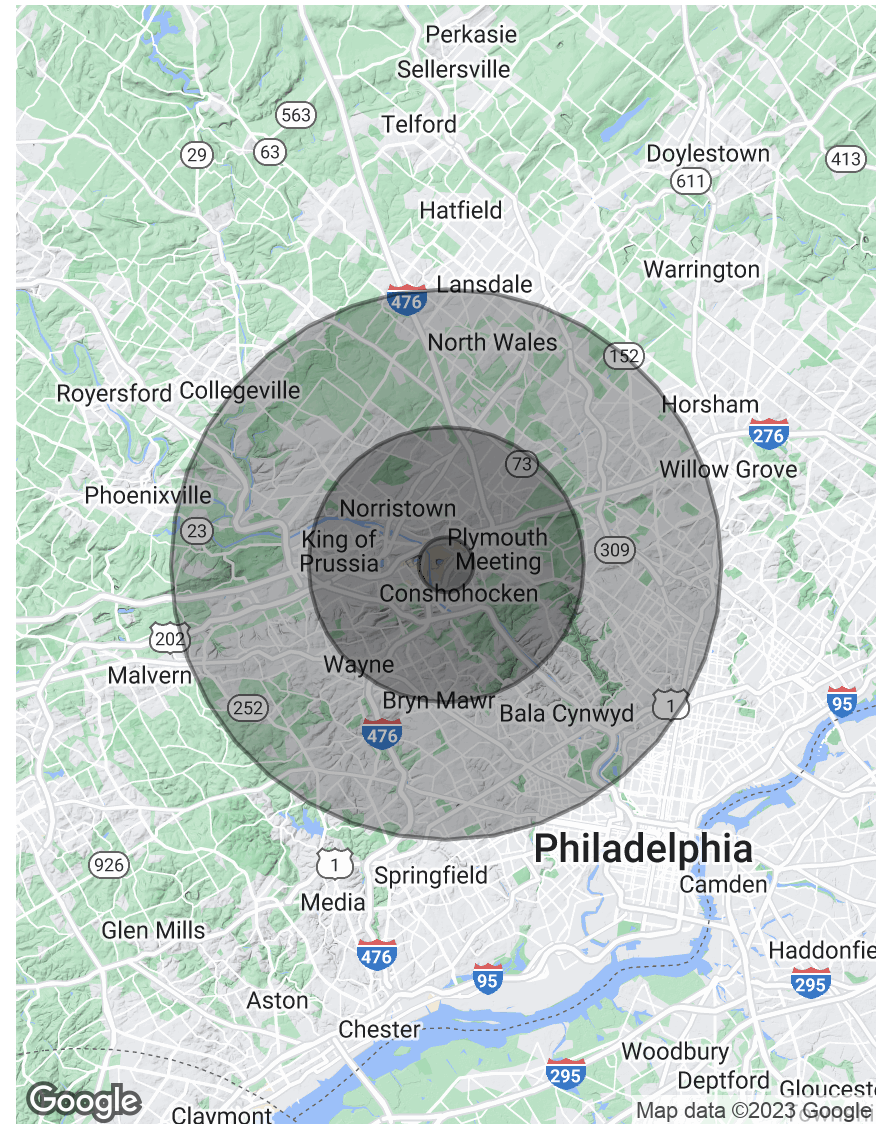 Perkasie
Sellersville
563
Telford
29
63
Doylestown
413
611
Hatfield
Warrington
Lansdale
476
North Wales
152
Royersford
Collegeville
Horsham
276
73
Willow Grove
Phoenixville
Norristown
23
King of
Prussia
Plymouth
Meeting
309
Conshohocken
202
Wayne
Malvern
Bryn Mawr
252
Bala Cynwyd
1
95
476
Philadelphia
926
1
Springfield
Camden
Media
Glen Mills
Haddonfie
476
95
295
Aston
Chester
Woodbury
295
Deptford
Glouceste
Google
Claymont
Map data ©2023 Google